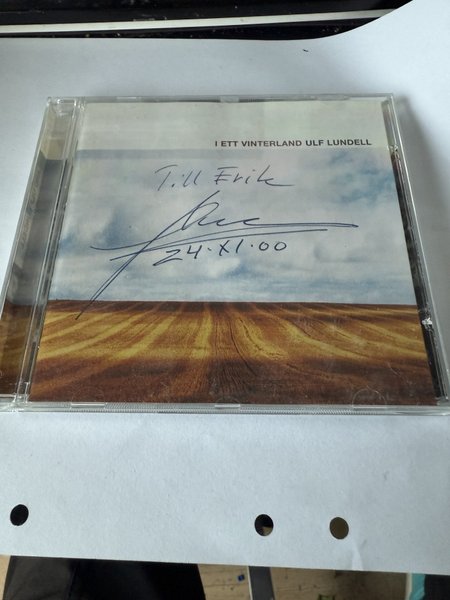 I ETT VINTERLAND ULF LUNDELL
Till Erik
24·XI·00